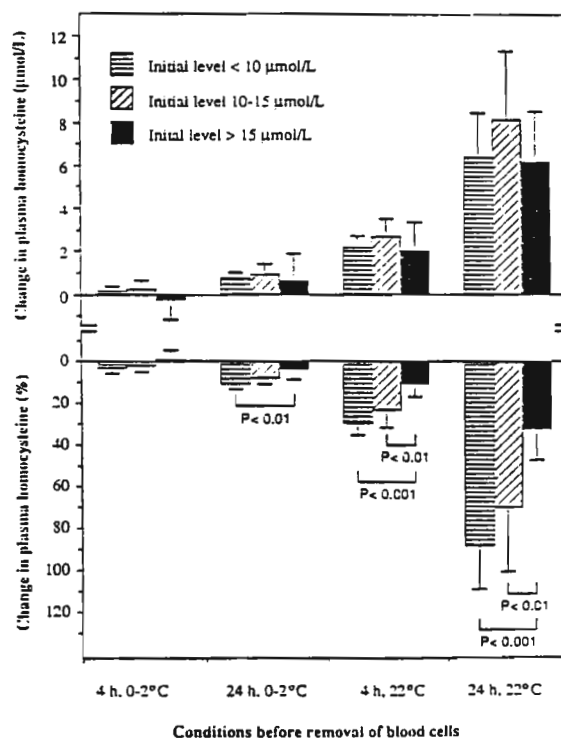 Change in plasma homocysteine (μmol/L)
12
10
8
6
4
2
0
Initial level < 10 μmol/L
Initial level 10-15 μmol/L
Inital level > 15 μmol/L
Change in plasma homocysteine (%)
0
20
40
60
80
100
120
P< 0.01
P< 0.01
P< 0.001
P< 0.01
P< 0.001
4 h, 0-2°C
24 h, 0-2°C
4 h, 22°C
24 h, 22°C
Conditions before removal of blood cells